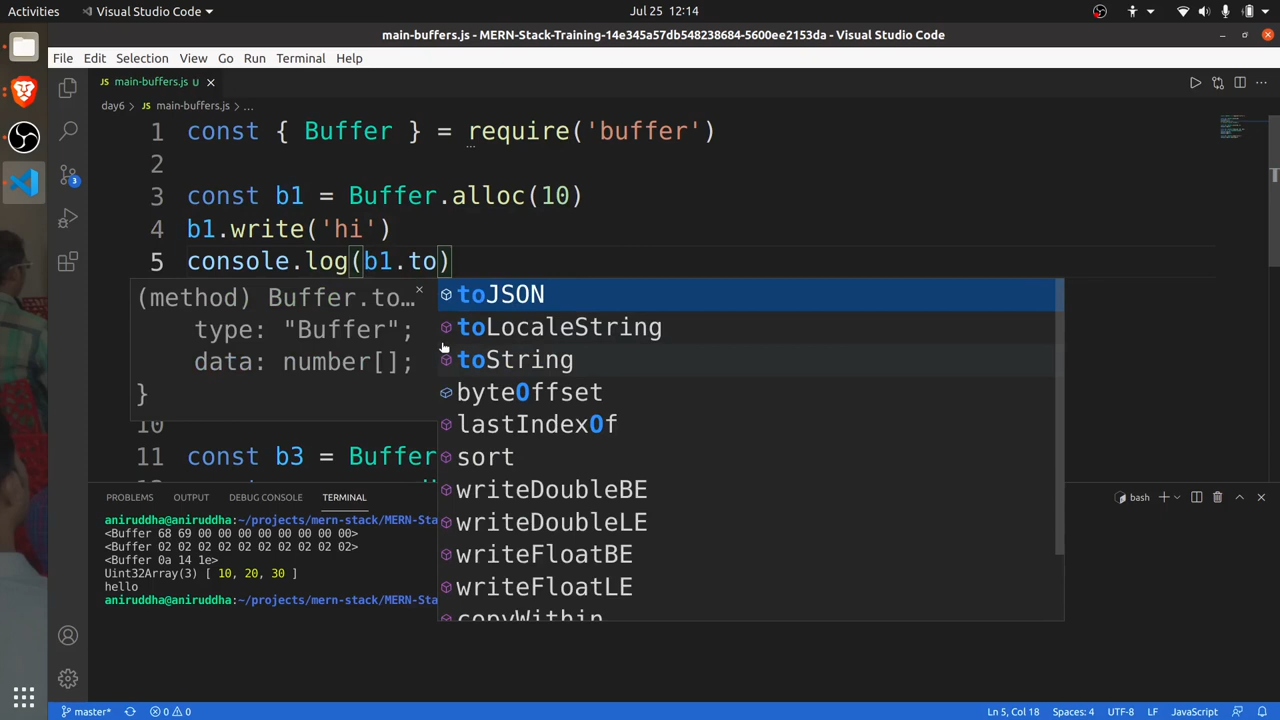 Activities
Visual Studio Code
Jul 25 12:14
main-buffers.js - MERN-Stack-Training-14e345a57db548238684-5600ee2153da - Visual Studio Code
File Edit Selection View Go Run Terminal Help
JS main-buffers.js U
day6 > JS main-buffers.js > ...
1 const { Buffer } = require('buffer')
2
3 const b1 = Buffer.alloc(10)
4 b1.write('hi')
5 console.log(b1.to)
(method) Buffer.to…
type: "Buffer";
data: number[];
}
toJSON
toLocaleString
toString
byteOffset
lastIndexOf
sort
writeDoubleBE
writeDoubleLE
writeFloatBE
writeFloatLE
copyWithin
10
11 const b3 = Buffer
3
PROBLEMS OUTPUT DEBUG CONSOLE TERMINAL
bash
aniruddha@aniruddha:~/projects/mern-stack/MERN-Sta
<Buffer 68 69 00 00 00 00 00 00 00 00>
<Buffer 02 02 02 02 02 02 02 02 02 02>
<Buffer 0a 14 1e>
Uint32Array(3) [ 10, 20, 30 ]
hello
aniruddha@aniruddha:~/projects/mern-stack/MERN-Sta
master* 0 0
Ln 5, Col 18 Spaces: 4 UTF-8 LF JavaScript